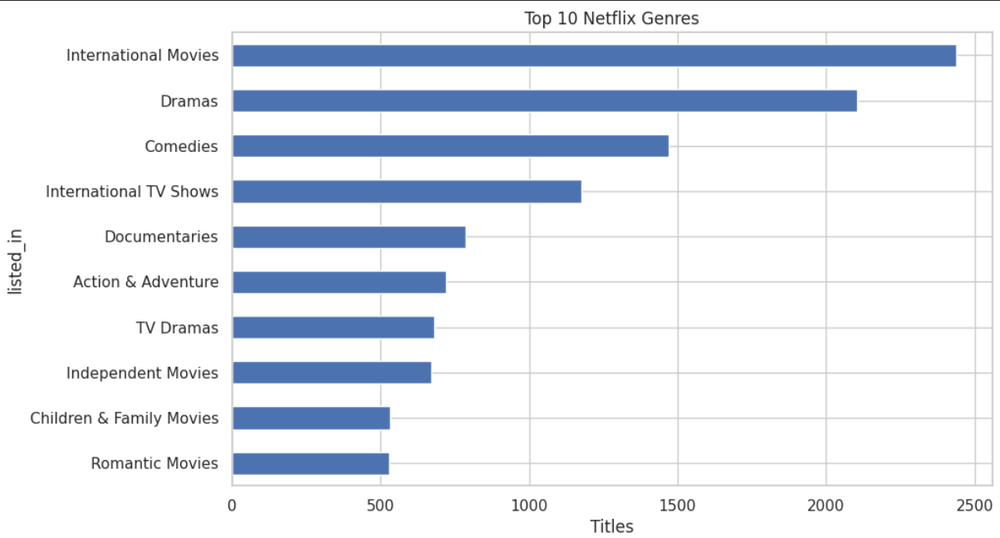 Top 10 Netflix Genres
International Movies
Dramas
Comedies
International TV Shows
Documentaries
Action & Adventure
TV Dramas
Independent Movies
Children & Family Movies
Romantic Movies
listed_in
0 500 1000 1500 2000 2500
Titles